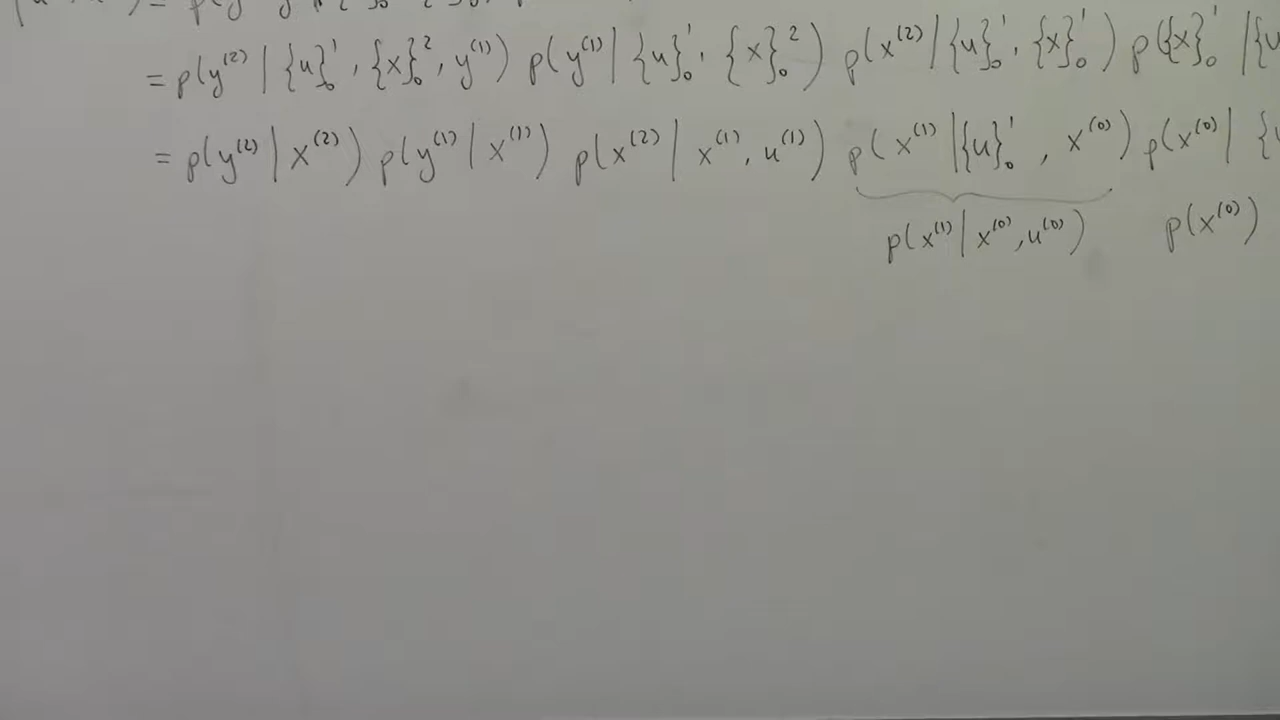 = p(y^{(2)} | {u}_0^1, {x}_0^2, y^{(1)}) p(y^{(1)} | {u}_0^1, {x}_0^2) p(x^{(2)} | {u}_0^1, {x}_0^1) p({x}_0^1 | {u
= p(y^{(2)} | x^{(2)}) p(y^{(1)} | x^{(1)}) p(x^{(2)} | x^{(1)}, u^{(1)}) p(x^{(1)} | {u}_0^1, x^{(0)}) p(x^{(0)} | {u
p(x^{(1)} | x^{(0)}, u^{(0)}) p(x^{(0)})